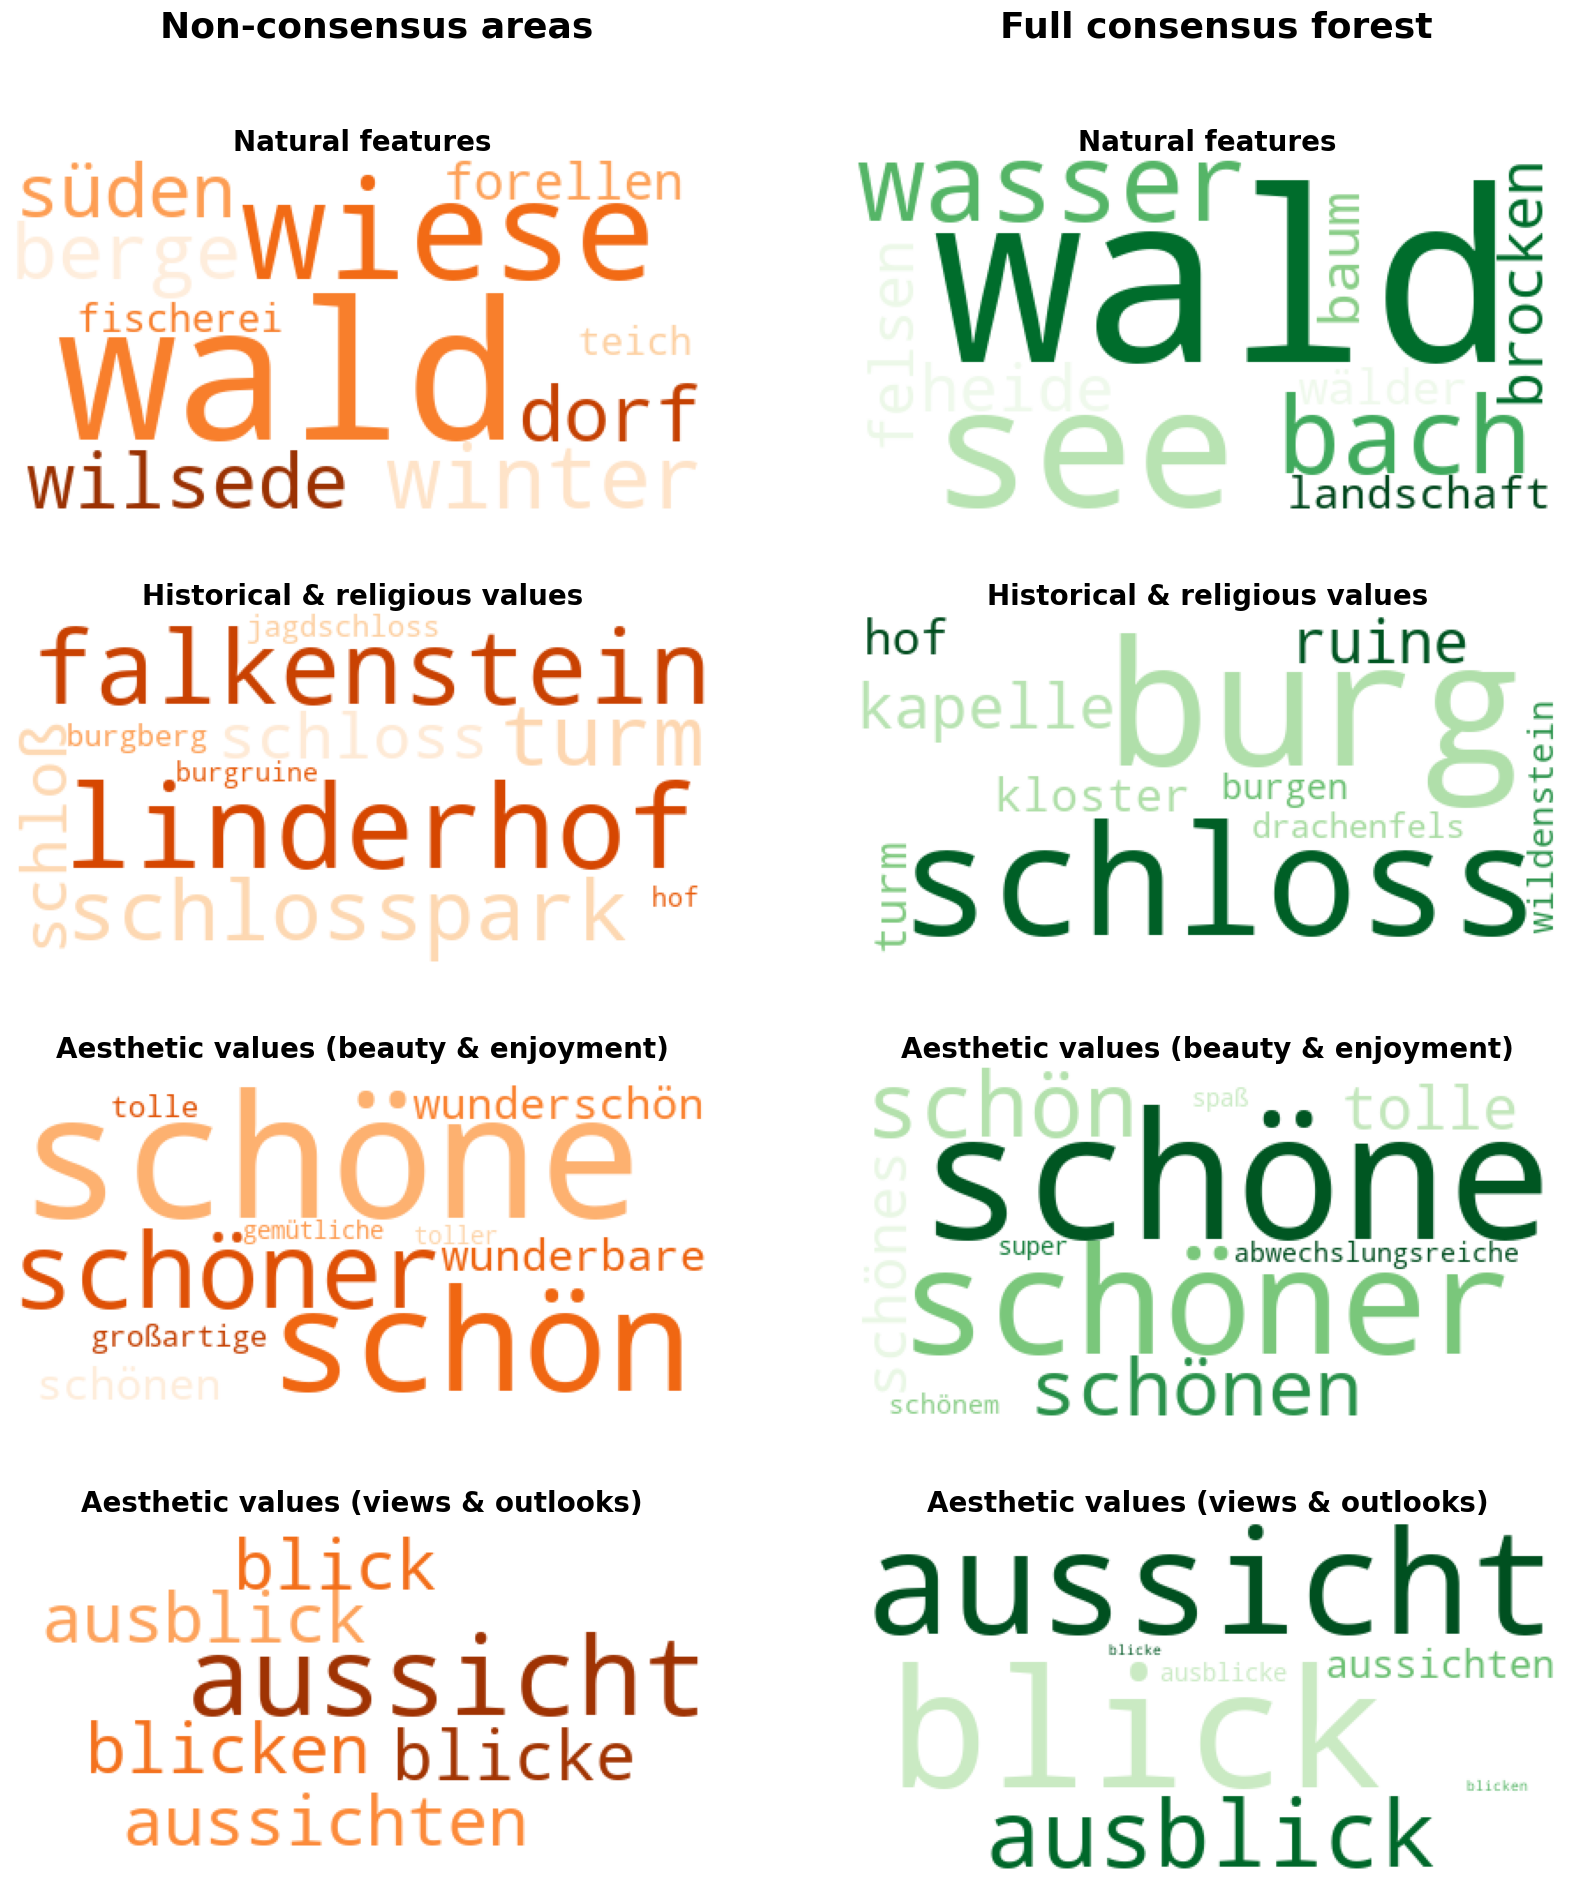 Non-consensus areas
Full consensus forest
Natural features
süden
forellen
wiese
berge
fischerei
wald
teich
dorf
wilsede
winter
Natural features
wasser
wald
baum
brocken
felsen
heide
wälder
see
bach
landschaft
Historical & religious values
jagdschloss
falkenstein
burgberg
schloss
turm
schloß
burgruine
linderhof
schlosspark
hof
Historical & religious values
hof
ruine
burg
kapelle
wildenstein
kloster
burgen
drachenfels
turm
schloss
Aesthetic values (beauty & enjoyment)
tolle
wunderschön
schöne
gemütliche
toller
schöner
wunderbare
großartige
schön
schönen
Aesthetic values (beauty & enjoyment)
schön
spaß
tolle
schöne
schönes
super
abwechslungsreiche
schöner
schönen
schönem
Aesthetic values (views & outlooks)
blick
ausblick
aussicht
blicken
blicke
aussichten
Aesthetic values (views & outlooks)
aussicht
blicke
ausblicke
aussichten
blick
blicken
ausblick